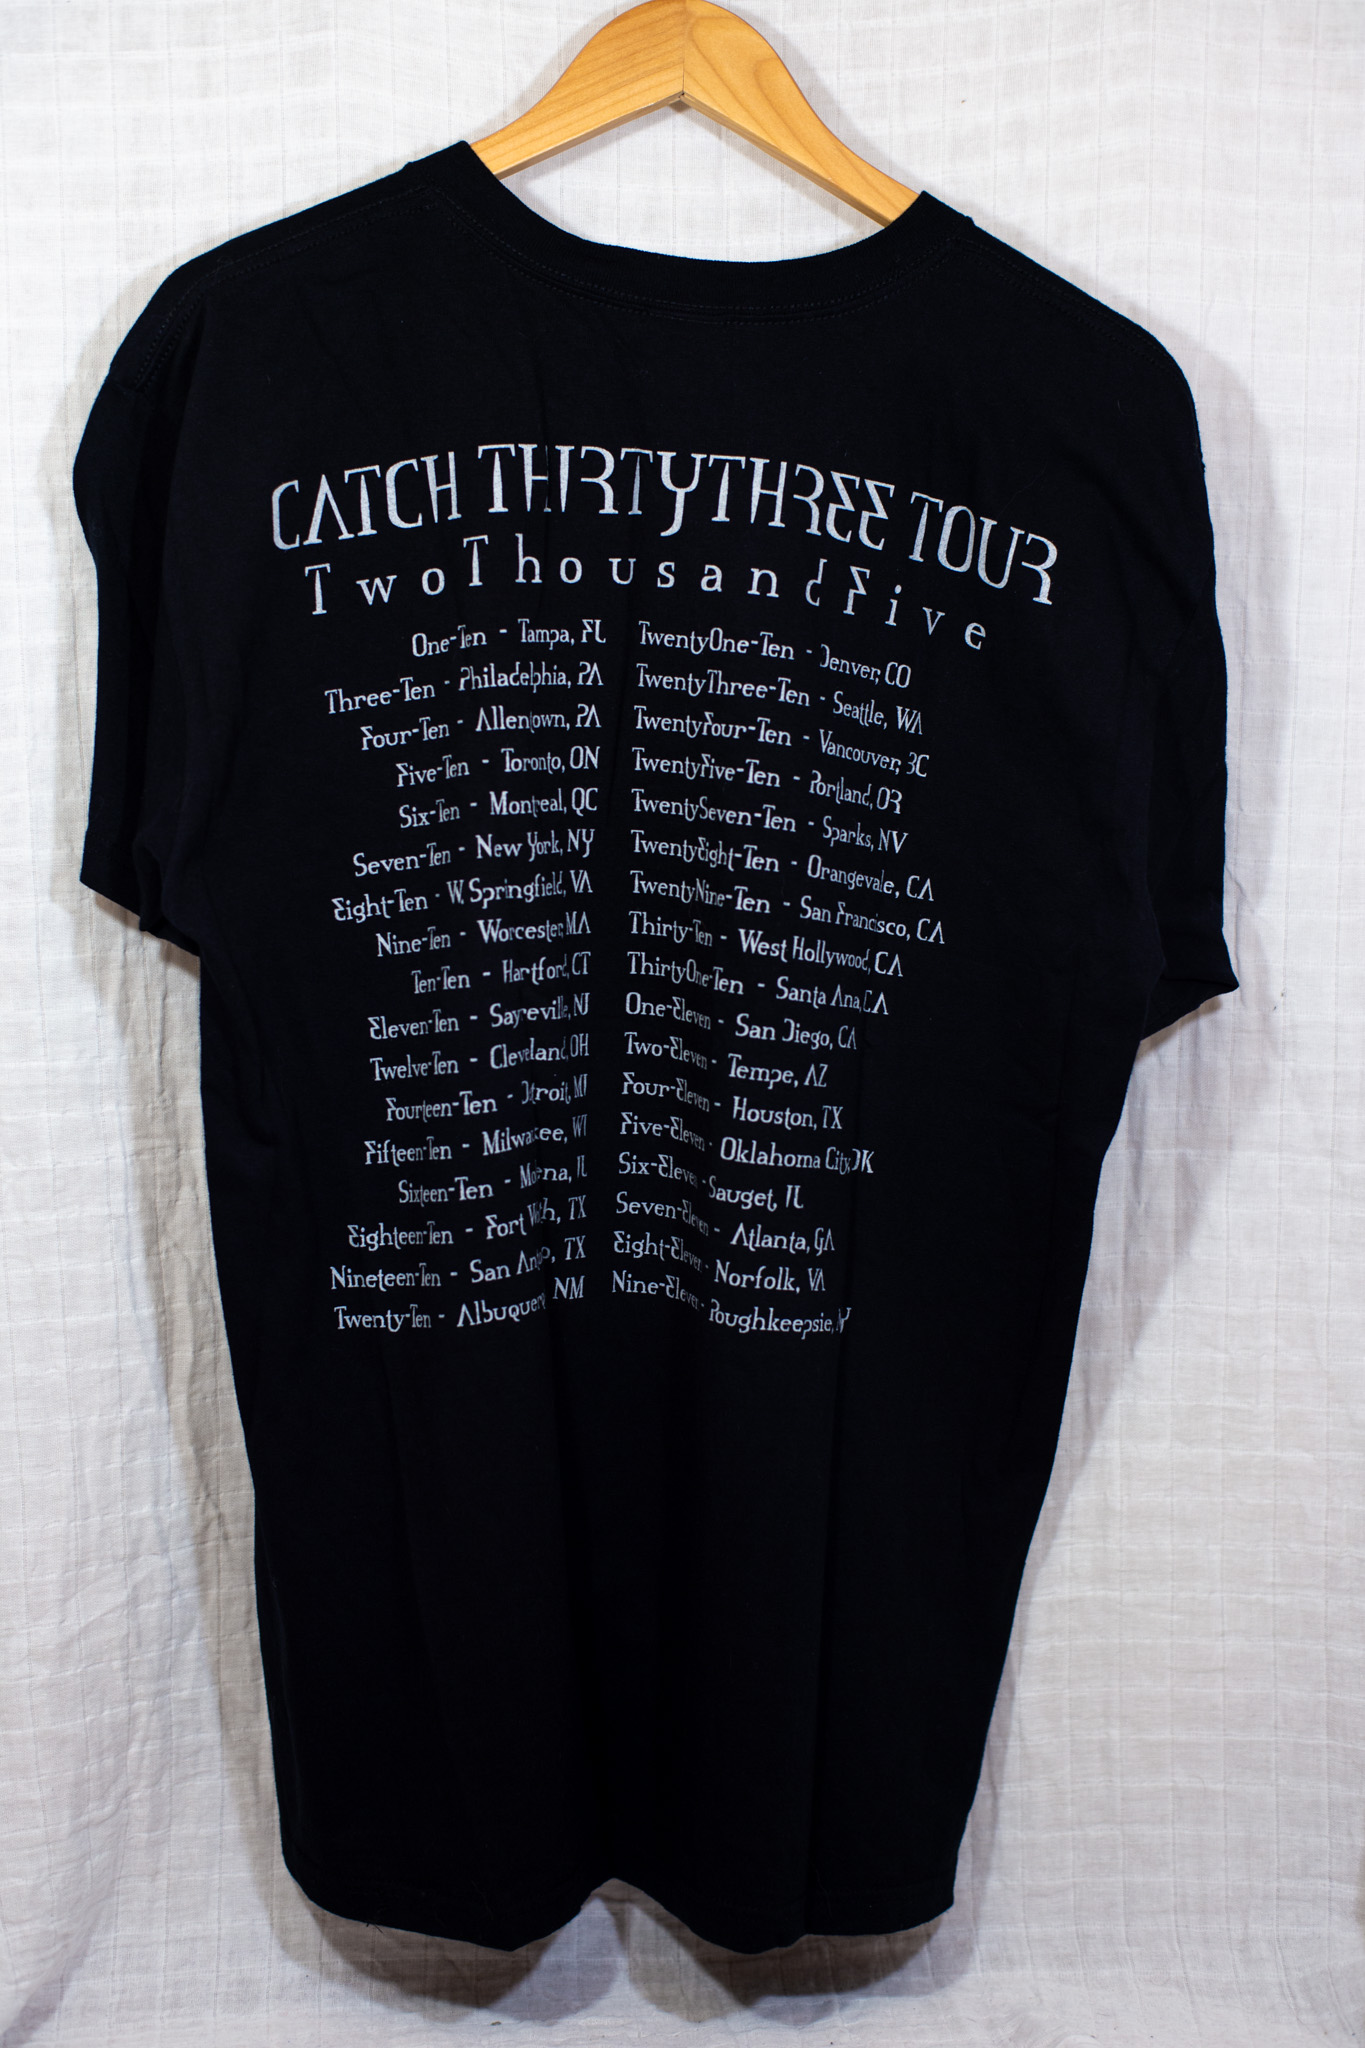 CATCH THIRTYTHREE TOUR
TwoThousandFive
One-Ten - Tampa, FL
Three-Ten - Philadelphia, PA
Four-Ten - Allentown, PA
Five-Ten - Toronto, ON
Six-Ten - Montreal, QC
Seven-Ten - New York, NY
Eight-Ten - W. Springfield, VA
Nine-Ten - Worcester, MA
Ten-Ten - Hartford, CT
Eleven-Ten - Sayreville, NJ
Twelve-Ten - Cleveland, OH
Fourteen-Ten - Detroit, MI
Fifteen-Ten - Milwaukee, WI
Sixteen-Ten - Mokena, IL
Eighteen-Ten - Fort Worth, TX
Nineteen-Ten - San Antonio, TX
Twenty-Ten - Albuquerque, NM
TwentyOne-Ten - Denver, CO
TwentyThree-Ten - Seattle, WA
TwentyFour-Ten - Vancouver, BC
TwentyFive-Ten - Portland, OR
TwentySeven-Ten - Sparks, NV
TwentyEight-Ten - Orangevale, CA
TwentyNine-Ten - San Francisco, CA
Thirty-Ten - West Hollywood, CA
ThirtyOne-Ten - Santa Ana, CA
One-Eleven - San Diego, CA
Two-Eleven - Tempe, AZ
Four-Eleven - Houston, TX
Five-Eleven - Oklahoma City, OK
Six-Eleven - Sauget, IL
Seven-Eleven - Atlanta, GA
Eight-Eleven - Norfolk, VA
Nine-Eleven - Poughkeepsie, NY